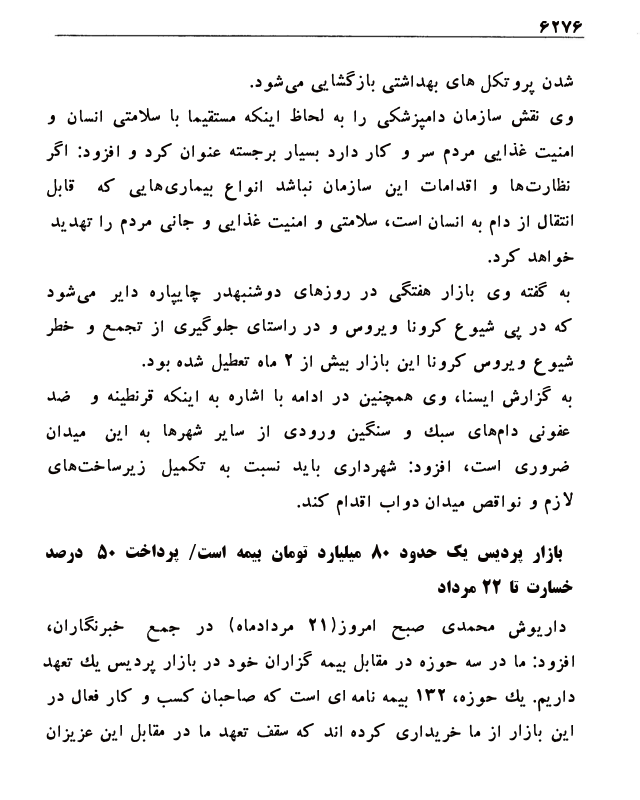 ۶۲۷۶
شدن پروتکل های بهداشتی بازگشایی می‌شود.
وی نقش سازمان دامپزشکی را به لحاظ اینکه مستقیما با سلامتی انسان و
امنیت غذایی مردم سر و کار دارد بسیار برجسته عنوان کرد و افزود: اگر
نظارت‌ها و اقدامات این سازمان نباشد انواع بیماری‌هایی که قابل
انتقال از دام به انسان است، سلامتی و امنیت غذایی و جانی مردم را تهدید
خواهد کرد.
به گفته وی بازار هفتگی در روزهای دوشنبهدر چایپاره دایر می‌شود
که در پی شیوع کرونا ویروس و در راستای جلوگیری از تجمع و خطر
شیوع ویروس کرونا این بازار بیش از ۲ ماه تعطیل شده بود.
به گزارش ایسنا، وی همچنین در ادامه با اشاره به اینکه قرنطینه و ضد
عفونی دام‌های سبك و سنگین ورودی از سایر شهرها به این میدان
ضروری است، افزود: شهرداری باید نسبت به تکمیل زیرساخت‌های
لازم و نواقص میدان دواب اقدام کند.
بازار پردیس یک حدود ۸۰ میلیارد تومان بیمه است/ پرداخت ۵۰ درصد
خسارت تا ۲۲ مرداد
داریوش محمدی صبح امروز(۲۱ مردادماه) در جمع خبرنگاران،
افزود: ما در سه حوزه در مقابل بیمه گزاران خود در بازار پردیس يك تعهد
داریم. يك حوزه، ۱۳۲ بیمه نامه ای است که صاحبان کسب و کار فعال در
این بازار از ما خریداری کرده اند که سقف تعهد ما در مقابل این عزیزان